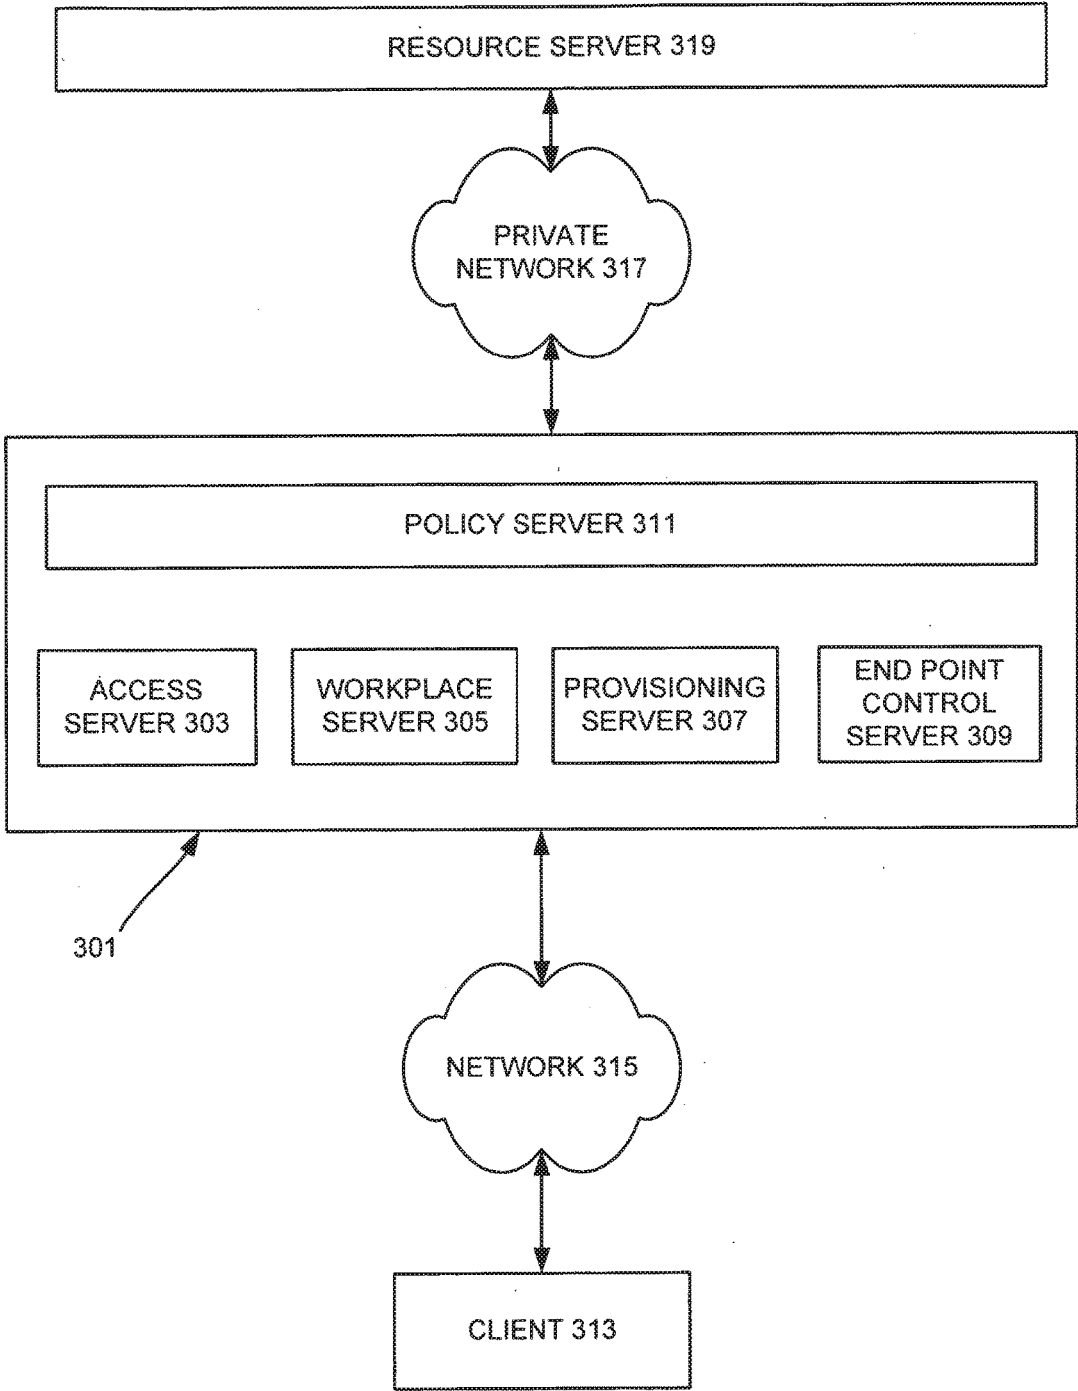 RESOURCE SERVER 319
PRIVATE
NETWORK 317
POLICY SERVER 311
ACCESS
SERVER 303
WORKPLACE
SERVER 305
PROVISIONING
SERVER 307
END POINT
CONTROL
SERVER 309
301
NETWORK 315
CLIENT 313